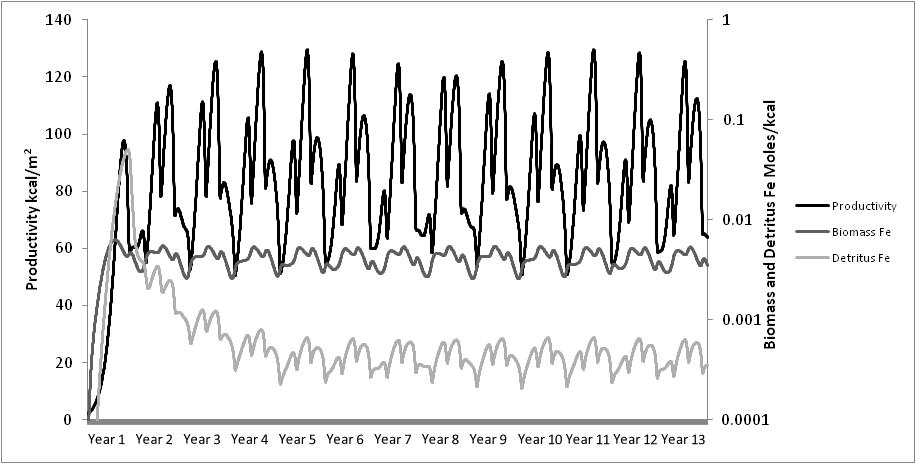 140
120
100
80
60
40
20
0
Productivity kcal/m²
1
0.1
0.01
0.001
0.0001
Biomass and Detritus Fe Moles/kcal
Year 1 Year 2 Year 3 Year 4 Year 5 Year 6 Year 7 Year 8 Year 9 Year 10 Year 11 Year 12 Year 13
Productivity
Biomass Fe
Detritus Fe